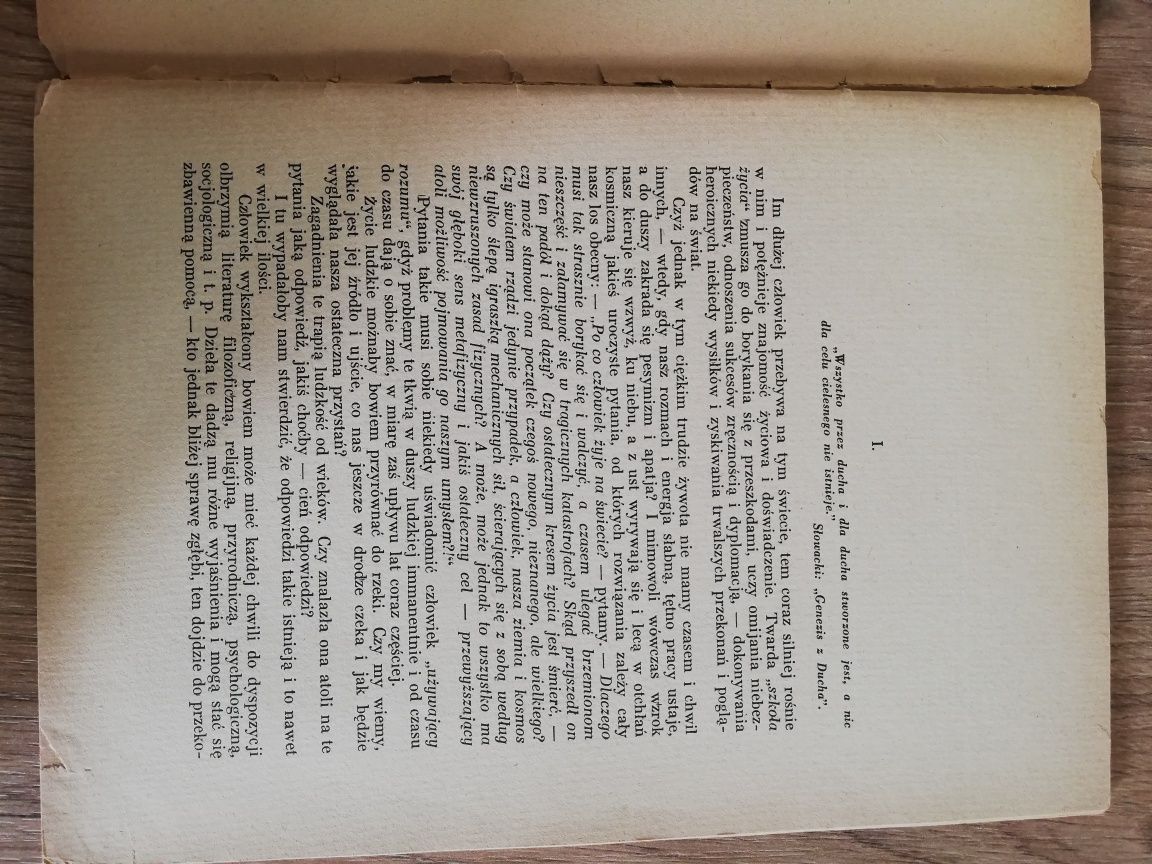 I.
„Wszystko przez ducha i dla ducha stworzone jest, a nic
dla celu cielesnego nie istnieje."
Słowacki: „Genezis z Ducha".
Im dłużej człowiek przebywa na tym świecie, tem coraz silniej rośnie
w nim i potężnieje znajomość życiowa i doświadczenie. Twarda „szkoła
życia" zmusza go do borykania się z przeszkodami, uczy omijania niebez-
pieczeństw, odnoszenia sukcesów zręcznością i dyplomacją, — dokonywania
heroicznych niekiedy wysiłków i zyskiwania trwalszych przekonań i poglą-
dów na świat.
Czyż jednak w tym ciężkim trudzie żywota nie mamy czasem i chwil
innych, — wtedy, gdy nasz rozmach i energja słabną, tętno pracy ustaje,
a do duszy zakrada się pesymizm i apatja? I mimowoli wówczas wzrok
nasz kieruje się wzwyż, ku niebu, a z ust wyrywają się i lecą w otchłań
kosmiczną jakieś uroczyste pytania, od których rozwiązania zależy cały
nasz los obecny: — „Po co człowiek żyje na świecie? — pytamy. — Dlaczego
musi tak strasznie borykać się i walczyć, a czasem ulegać brzemionom
nieszczęść i załamywać się w tragicznych katastrofach? Skąd przyszedł on
na ten padół i dokąd dąży? Czy ostatecznym kresem życia jest śmierć, —
czy może stanowi ona początek czegoś nowego, nieznanego, ale wielkiego?
Czy światem rządzi jedynie przypadek, a człowiek, nasza ziemia i kosmos
są tylko ślepą igraszką mechanicznych sił, ścierających się z sobą według
niewzruszonych zasad fizycznych? A może, może jednak to wszystko ma
swój głęboki sens metafizyczny i jakiś ostateczny cel — przewyższający
atoli możliwość pojmowania go naszym umysłem?!"
Pytania takie musi sobie niekiedy uświadomić człowiek „używający
rozumu", gdyż problemy te tkwią w duszy ludzkiej immanentnie i od czasu
do czasu dają o sobie znać, w miarę zaś upływu lat coraz częściej.
Życie ludzkie możnaby bowiem przyrównać do rzeki. Czy my wiemy,
jakie jest jej źródło i ujście, co nas jeszcze w drodze czeka i jak będzie
wyglądała nasza ostateczna przystań?
Zagadnienia te trapią ludzkość od wieków. Czy znalazła ona atoli na te
pytania jaką odpowiedź, jakiś choćby — cień odpowiedzi?
I tu wypadałoby nam stwierdzić, że odpowiedzi takie istnieją i to nawet
w wielkiej ilości.
Człowiek wykształcony bowiem może mieć każdej chwili do dyspozycji
olbrzymią literaturę filozoficzną, religijną, przyrodniczą, psychologiczną,
socjologiczną i t. p. Dzieła te dadzą mu różne wyjaśnienia i mogą stać się
zbawienną pomocą, — kto jednak bliżej sprawę zgłębi, ten dojdzie do przeko-